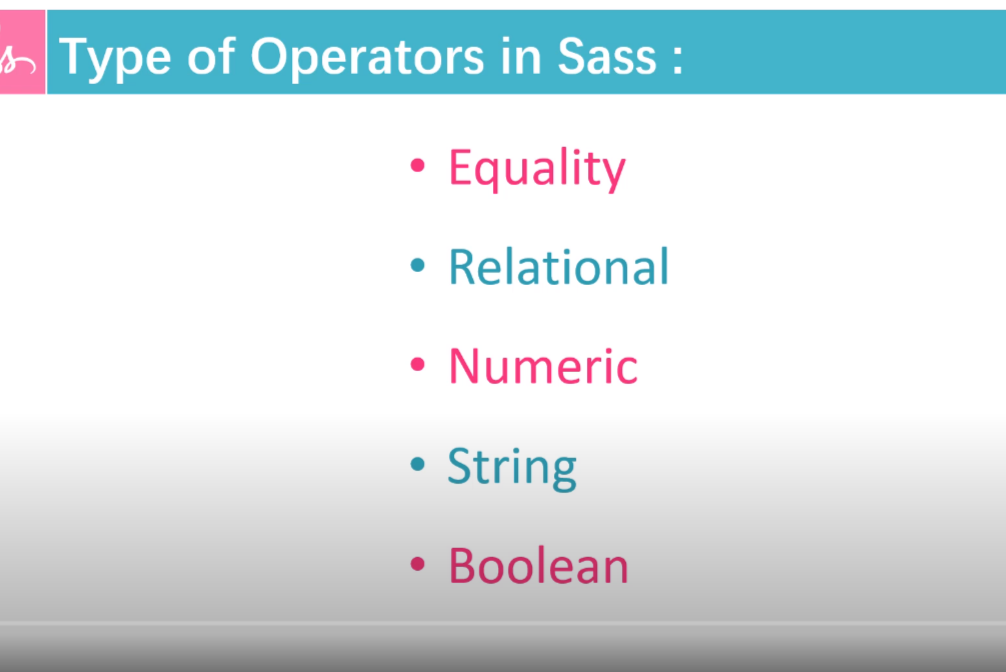 Type of Operators in Sass :
• Equality
• Relational
• Numeric
• String
• Boolean